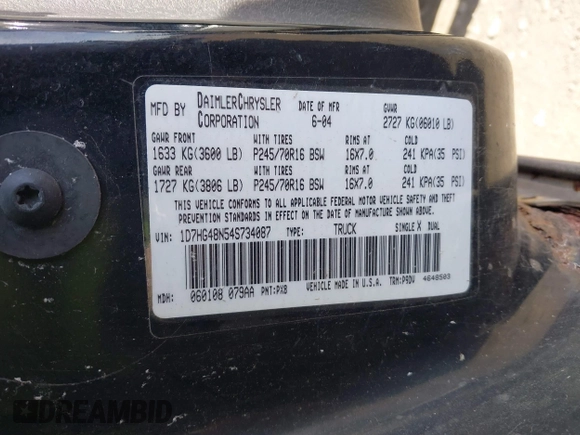 MFD BY DAIMLERCHRYSLER CORPORATION DATE OF MFR 6-04 GVWR 2727 KG(06010 LB)
GAWR FRONT WITH TIRES RIMS AT COLD
1633 KG(3600 LB) P245/70R16 BSW 16X7.0 241 KPA(35 PSI)
GAWR REAR WITH TIRES RIMS AT COLD
1727 KG(3806 LB) P245/70R16 BSW 16X7.0 241 KPA(35 PSI)
THIS VEHICLE CONFORMS TO ALL APPLICABLE FEDERAL MOTOR VEHICLE SAFETY AND THEFT
PREVENTION STANDARDS IN EFFECT ON THE DATE OF MANUFACTURE SHOWN ABOVE.
VIN: 1D7HG48N54S734087 TYPE: TRUCK SINGLE X DUAL
MDH: 060108 079AA PNT:PX8 VEHICLE MADE IN U.S.A. TRM:P9DV 4648503
DREAMBID